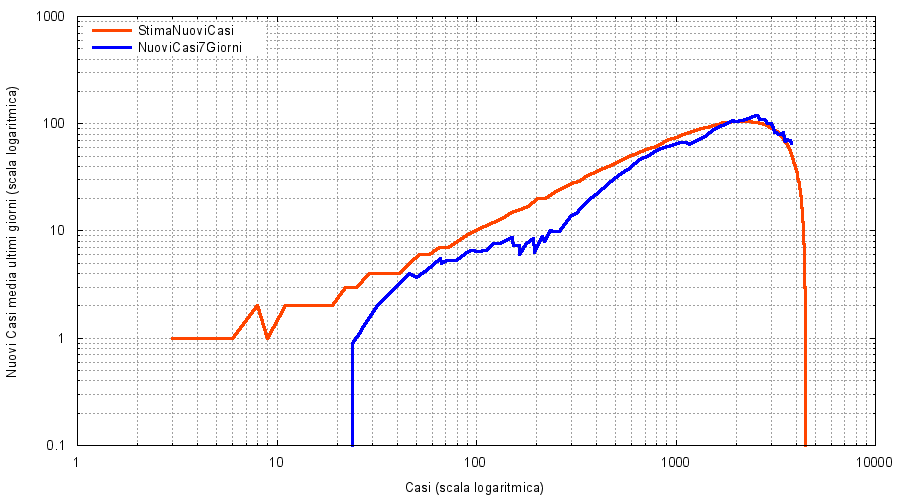 1000
100
10
1
0.1
Nuovi Casi media ultimi giorni (scala logaritmica)
StimaNuoviCasi
NuoviCasi7Giorni
1 10 100 1000 10000
Casi (scala logaritmica)